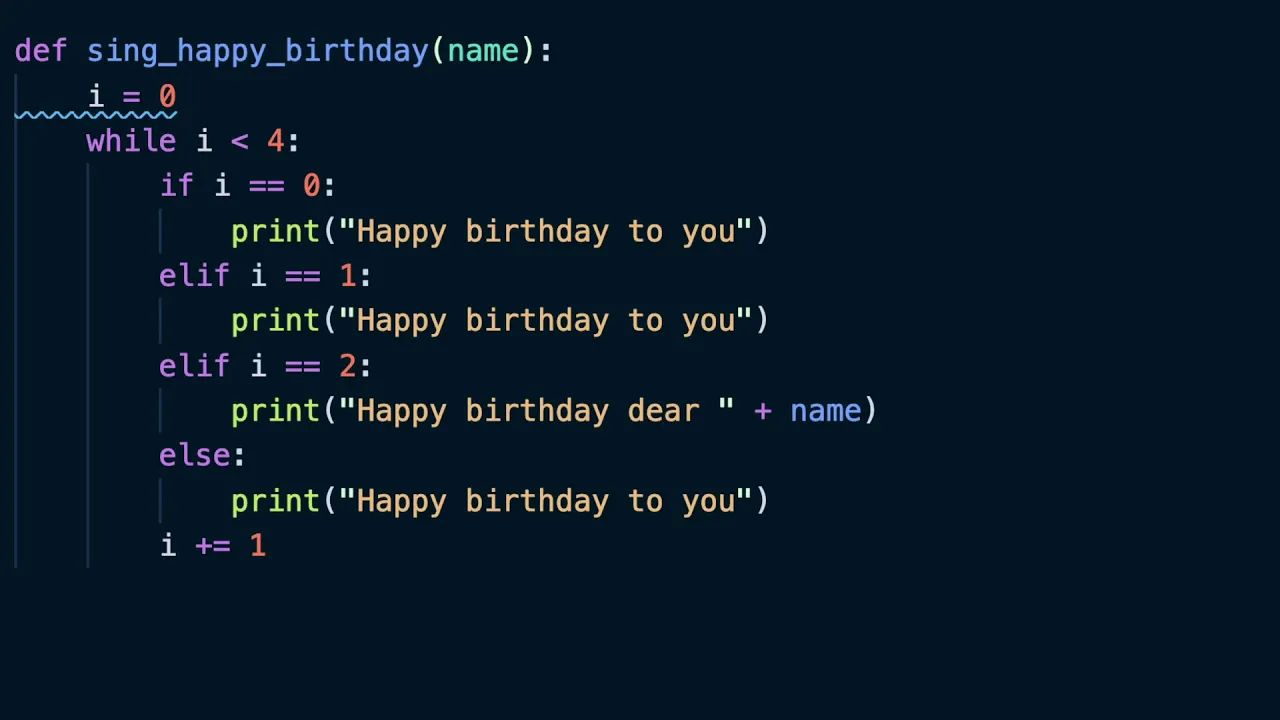 def sing_happy_birthday(name):
    i = 0
    while i < 4:
        if i == 0:
            print("Happy birthday to you")
        elif i == 1:
            print("Happy birthday to you")
        elif i == 2:
            print("Happy birthday dear " + name)
        else:
            print("Happy birthday to you")
        i += 1